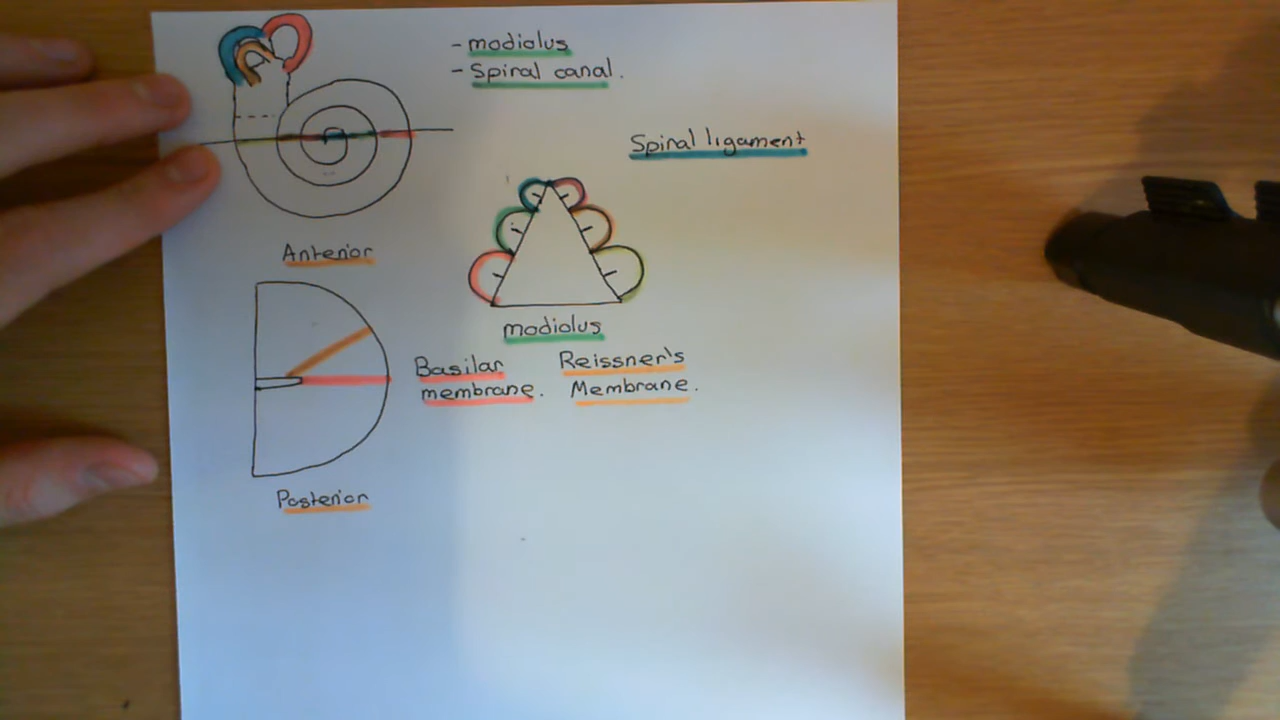 - modiolus
- Spiral canal.
Spiral ligament
Anterior
modiolus
Basilar
membrane.
Reissner's
Membrane.
Posterior